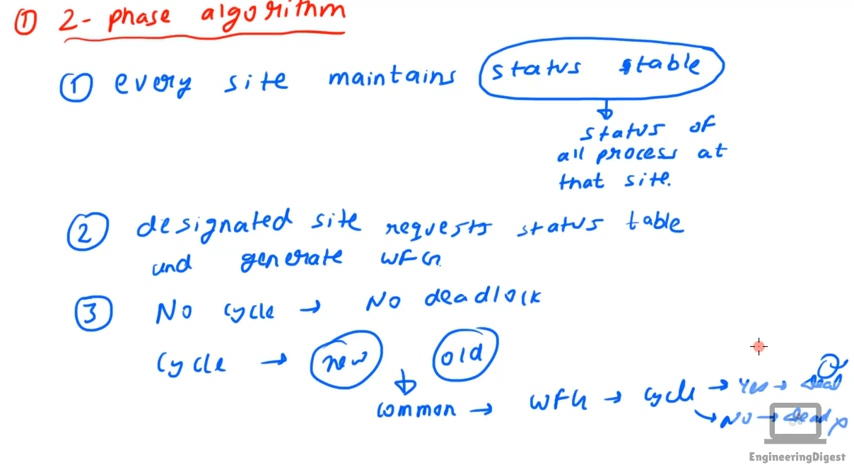 ① 2-phase algorithm
① every site maintains status table
status of
all process at
that site.
② designated site requests status table
and generate WFG
③ No cycle → No deadlock
cycle → new old
common → WFG → cycle → Yes → deal
→ NO → dead
EngineeringDigest